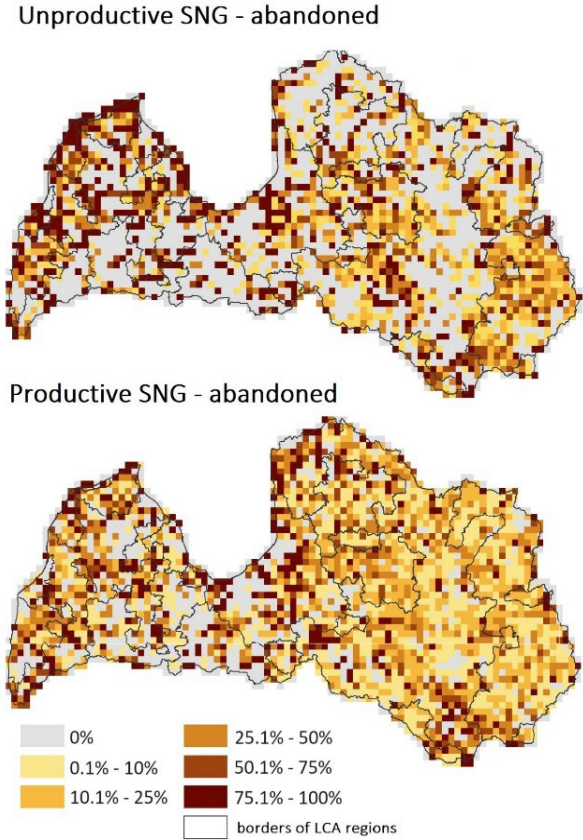 Unproductive SNG - abandoned
Productive SNG - abandoned
0%
0.1% - 10%
10.1% - 25%
25.1% - 50%
50.1% - 75%
75.1% - 100%
borders of LCA regions